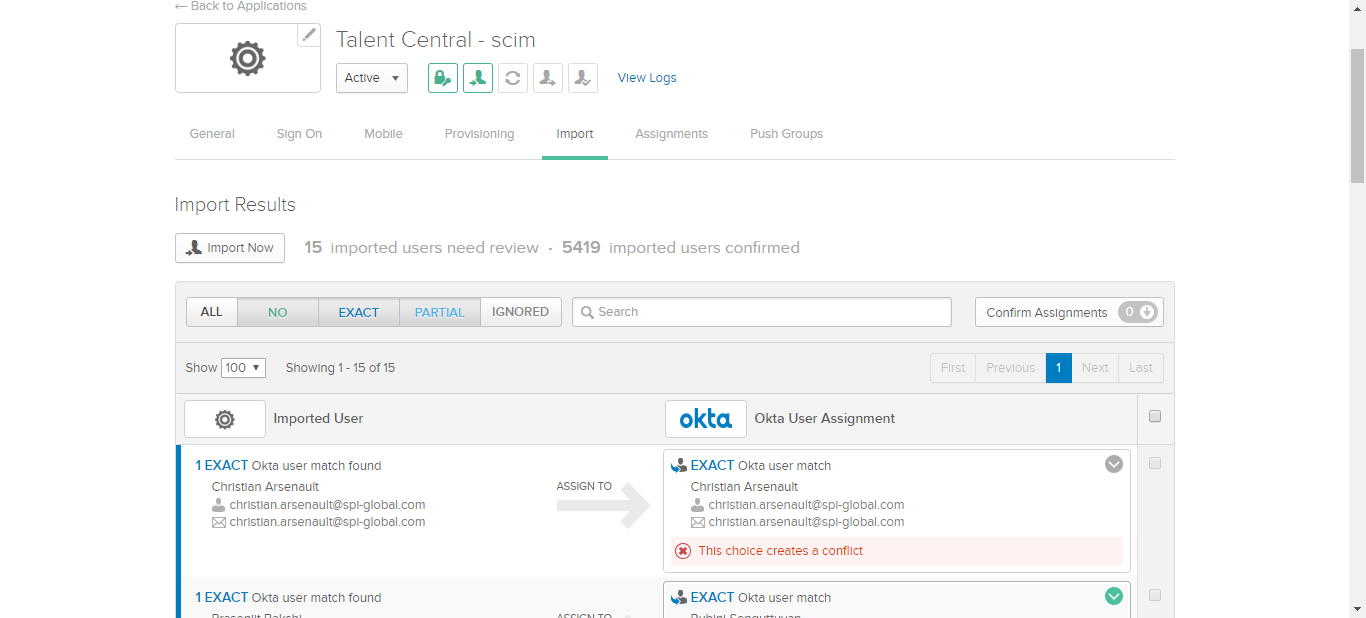 ← Back to Applications
Talent Central - scim
Active ▼ View Logs
General Sign On Mobile Provisioning Import Assignments Push Groups
Import Results
Import Now 15 imported users need review · 5419 imported users confirmed
ALL NO EXACT PARTIAL IGNORED Search Confirm Assignments 0
Show 100 ▼ Showing 1 - 15 of 15 First Previous 1 Next Last
Imported User okta Okta User Assignment
1 EXACT Okta user match found EXACT Okta user match
Christian Arsenault ASSIGN TO Christian Arsenault
christian.arsenault@spi-global.com christian.arsenault@spi-global.com
christian.arsenault@spi-global.com christian.arsenault@spi-global.com
This choice creates a conflict
1 EXACT Okta user match found EXACT Okta user match
ASSIGN TO